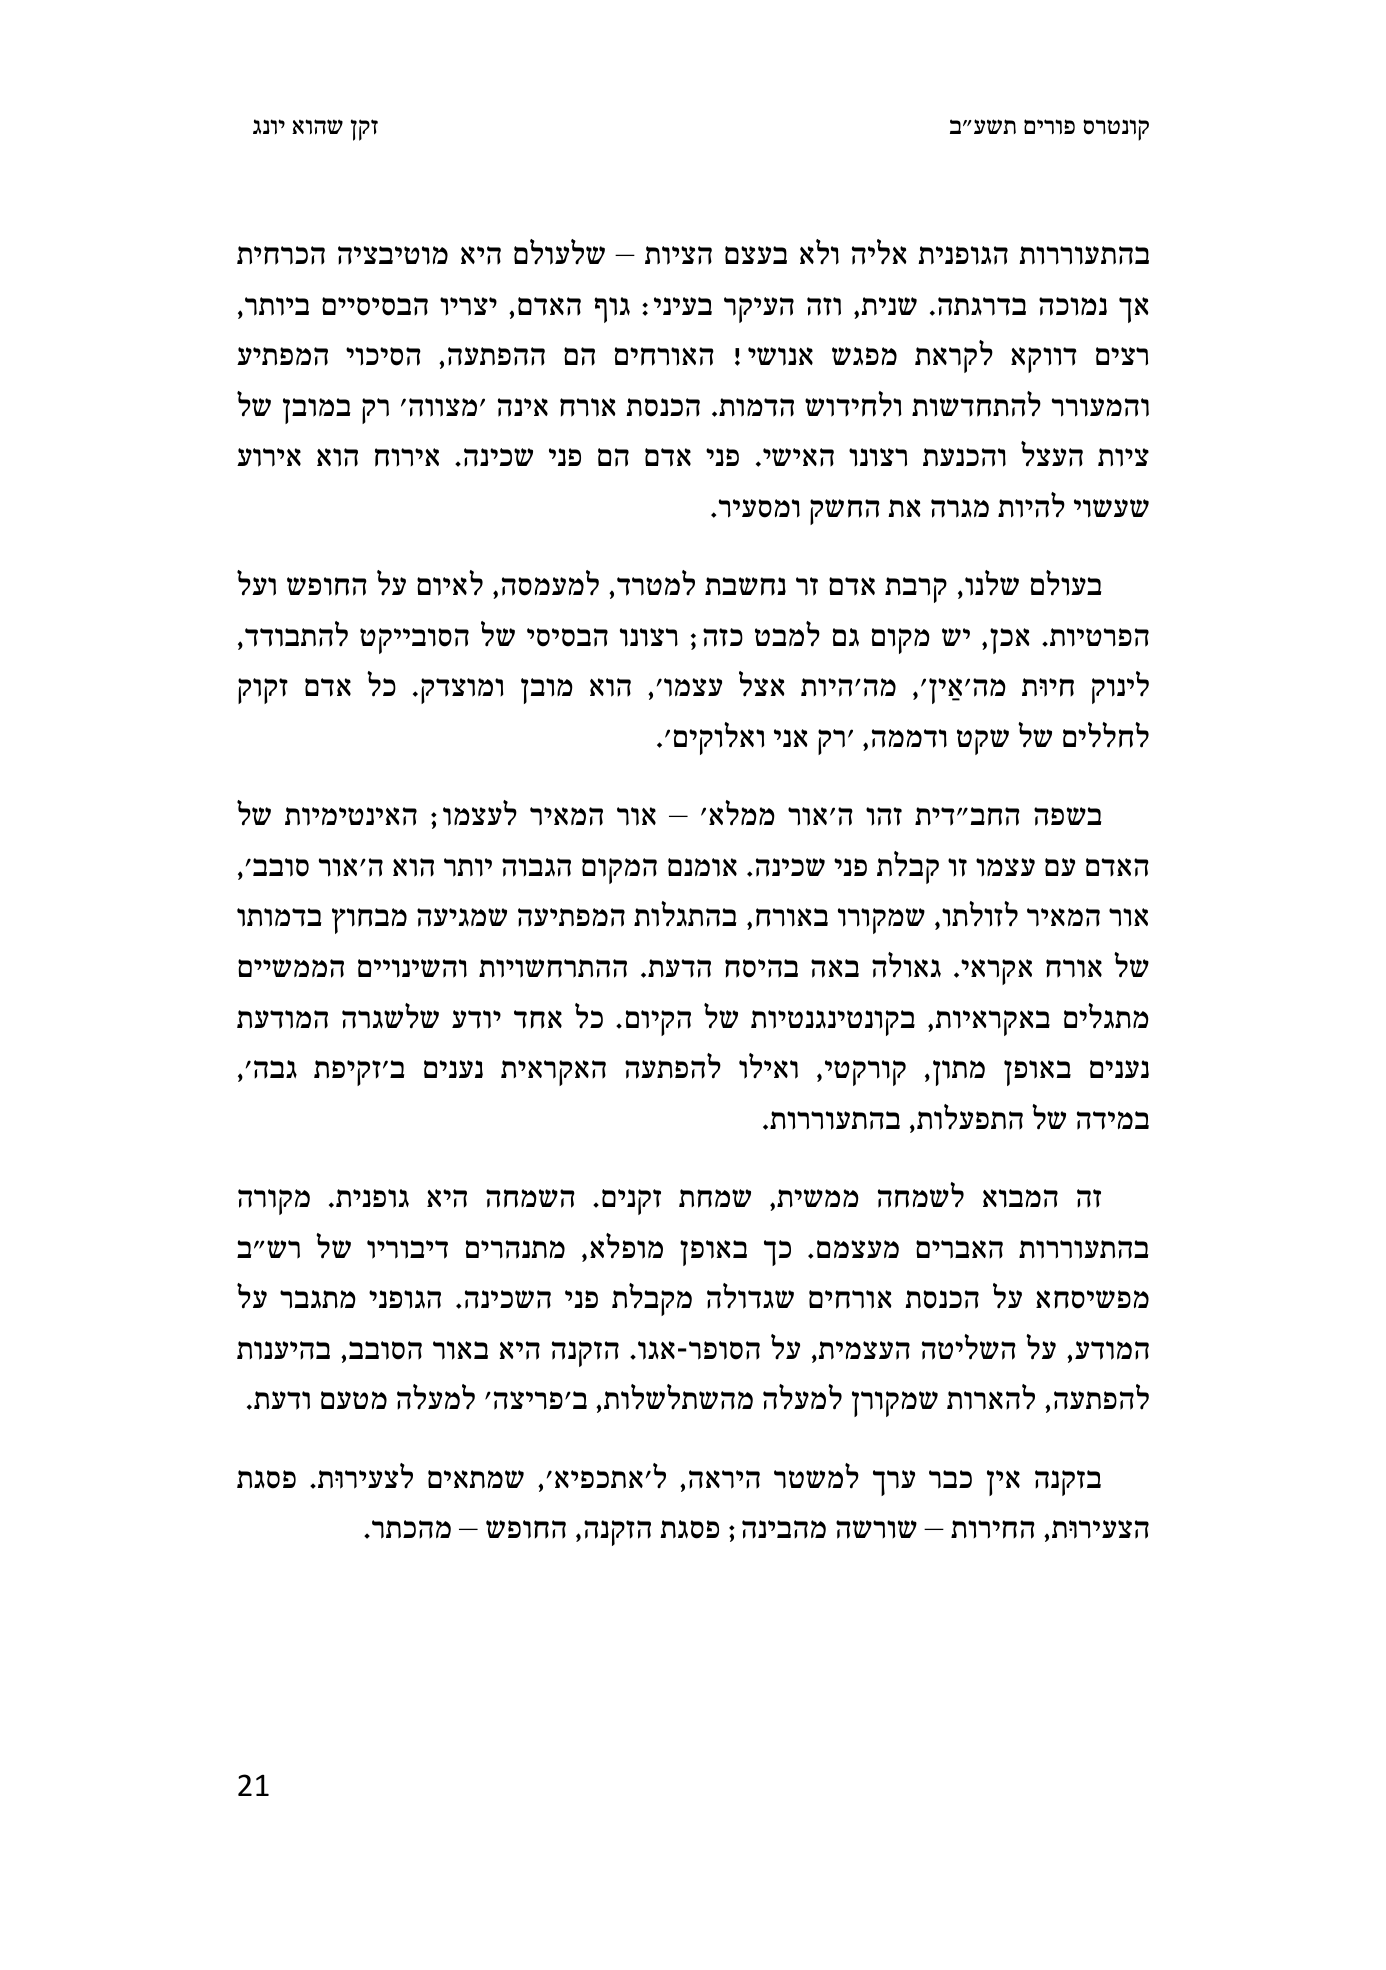 קונטרס פורים תשע״ב
זקן שהוא יונג
בהתעוררות הגופנית אליה ולא בעצם הציות – שלעולם היא מוטיבציה הכרחית
אך נמוכה בדרגתה. שנית, וזה העיקר בעיני: גוף האדם, יצריו הבסיסיים ביותר,
רצים דווקא לקראת מפגש אנושי! האורחים הם ההפתעה, הסיכוי המפתיע
והמעורר להתחדשות ולחידוש הדמות. הכנסת אורח אינה ׳מצווה׳ רק במובן של
ציות העצל והכנעת רצונו האישי. פני אדם הם פני שכינה. אירוח הוא אירוע
שעשוי להיות מגרה את החשק ומסעיר.
בעולם שלנו, קרבת אדם זר נחשבת למטרד, למעמסה, לאיום על החופש ועל
הפרטיות. אכן, יש מקום גם למבט כזה; רצונו הבסיסי של הסובייקט להתבודד,
לינוק חיוּת מה׳אַין׳, מה׳היות אצל עצמו׳, הוא מובן ומוצדק. כל אדם זקוק
לחללים של שקט ודממה, ׳רק אני ואלוקים׳.
בשפה החב״דית זהו ה׳אור ממלא׳ – אור המאיר לעצמו; האינטימיות של
האדם עם עצמו זו קבלת פני שכינה. אומנם המקום הגבוה יותר הוא ה׳אור סובב׳,
אור המאיר לזולתו, שמקורו באורח, בהתגלות המפתיעה שמגיעה מבחוץ בדמותו
של אורח אקראי. גאולה באה בהיסח הדעת. ההתרחשויות והשינויים הממשיים
מתגלים באקראיות, בקונטינגנטיות של הקיום. כל אחד יודע שלשגרה המודעת
נענים באופן מתון, קורקטי, ואילו להפתעה האקראית נענים ב׳זקיפת גבה׳,
במידה של התפעלות, בהתעוררות.
זה המבוא לשמחה ממשית, שמחת זקנים. השמחה היא גופנית. מקורה
בהתעוררות האברים מעצמם. כך באופן מופלא, מתנהרים דיבוריו של רש״ב
מפשיסחא על הכנסת אורחים שגדולה מקבלת פני השכינה. הגופני מתגבר על
המודע, על השליטה העצמית, על הסופר-אגו. הזקנה היא באור הסובב, בהיענות
להפתעה, להארות שמקורן למעלה מהשתלשלות, ב׳פריצה׳ למעלה מטעם ודעת.
בזקנה אין כבר ערך למשטר היראה, ל׳אתכפיא׳, שמתאים לצעירוּת. פסגת
הצעירוּת, החירות – שורשה מהבינה; פסגת הזקנה, החופש – מהכתר.
21